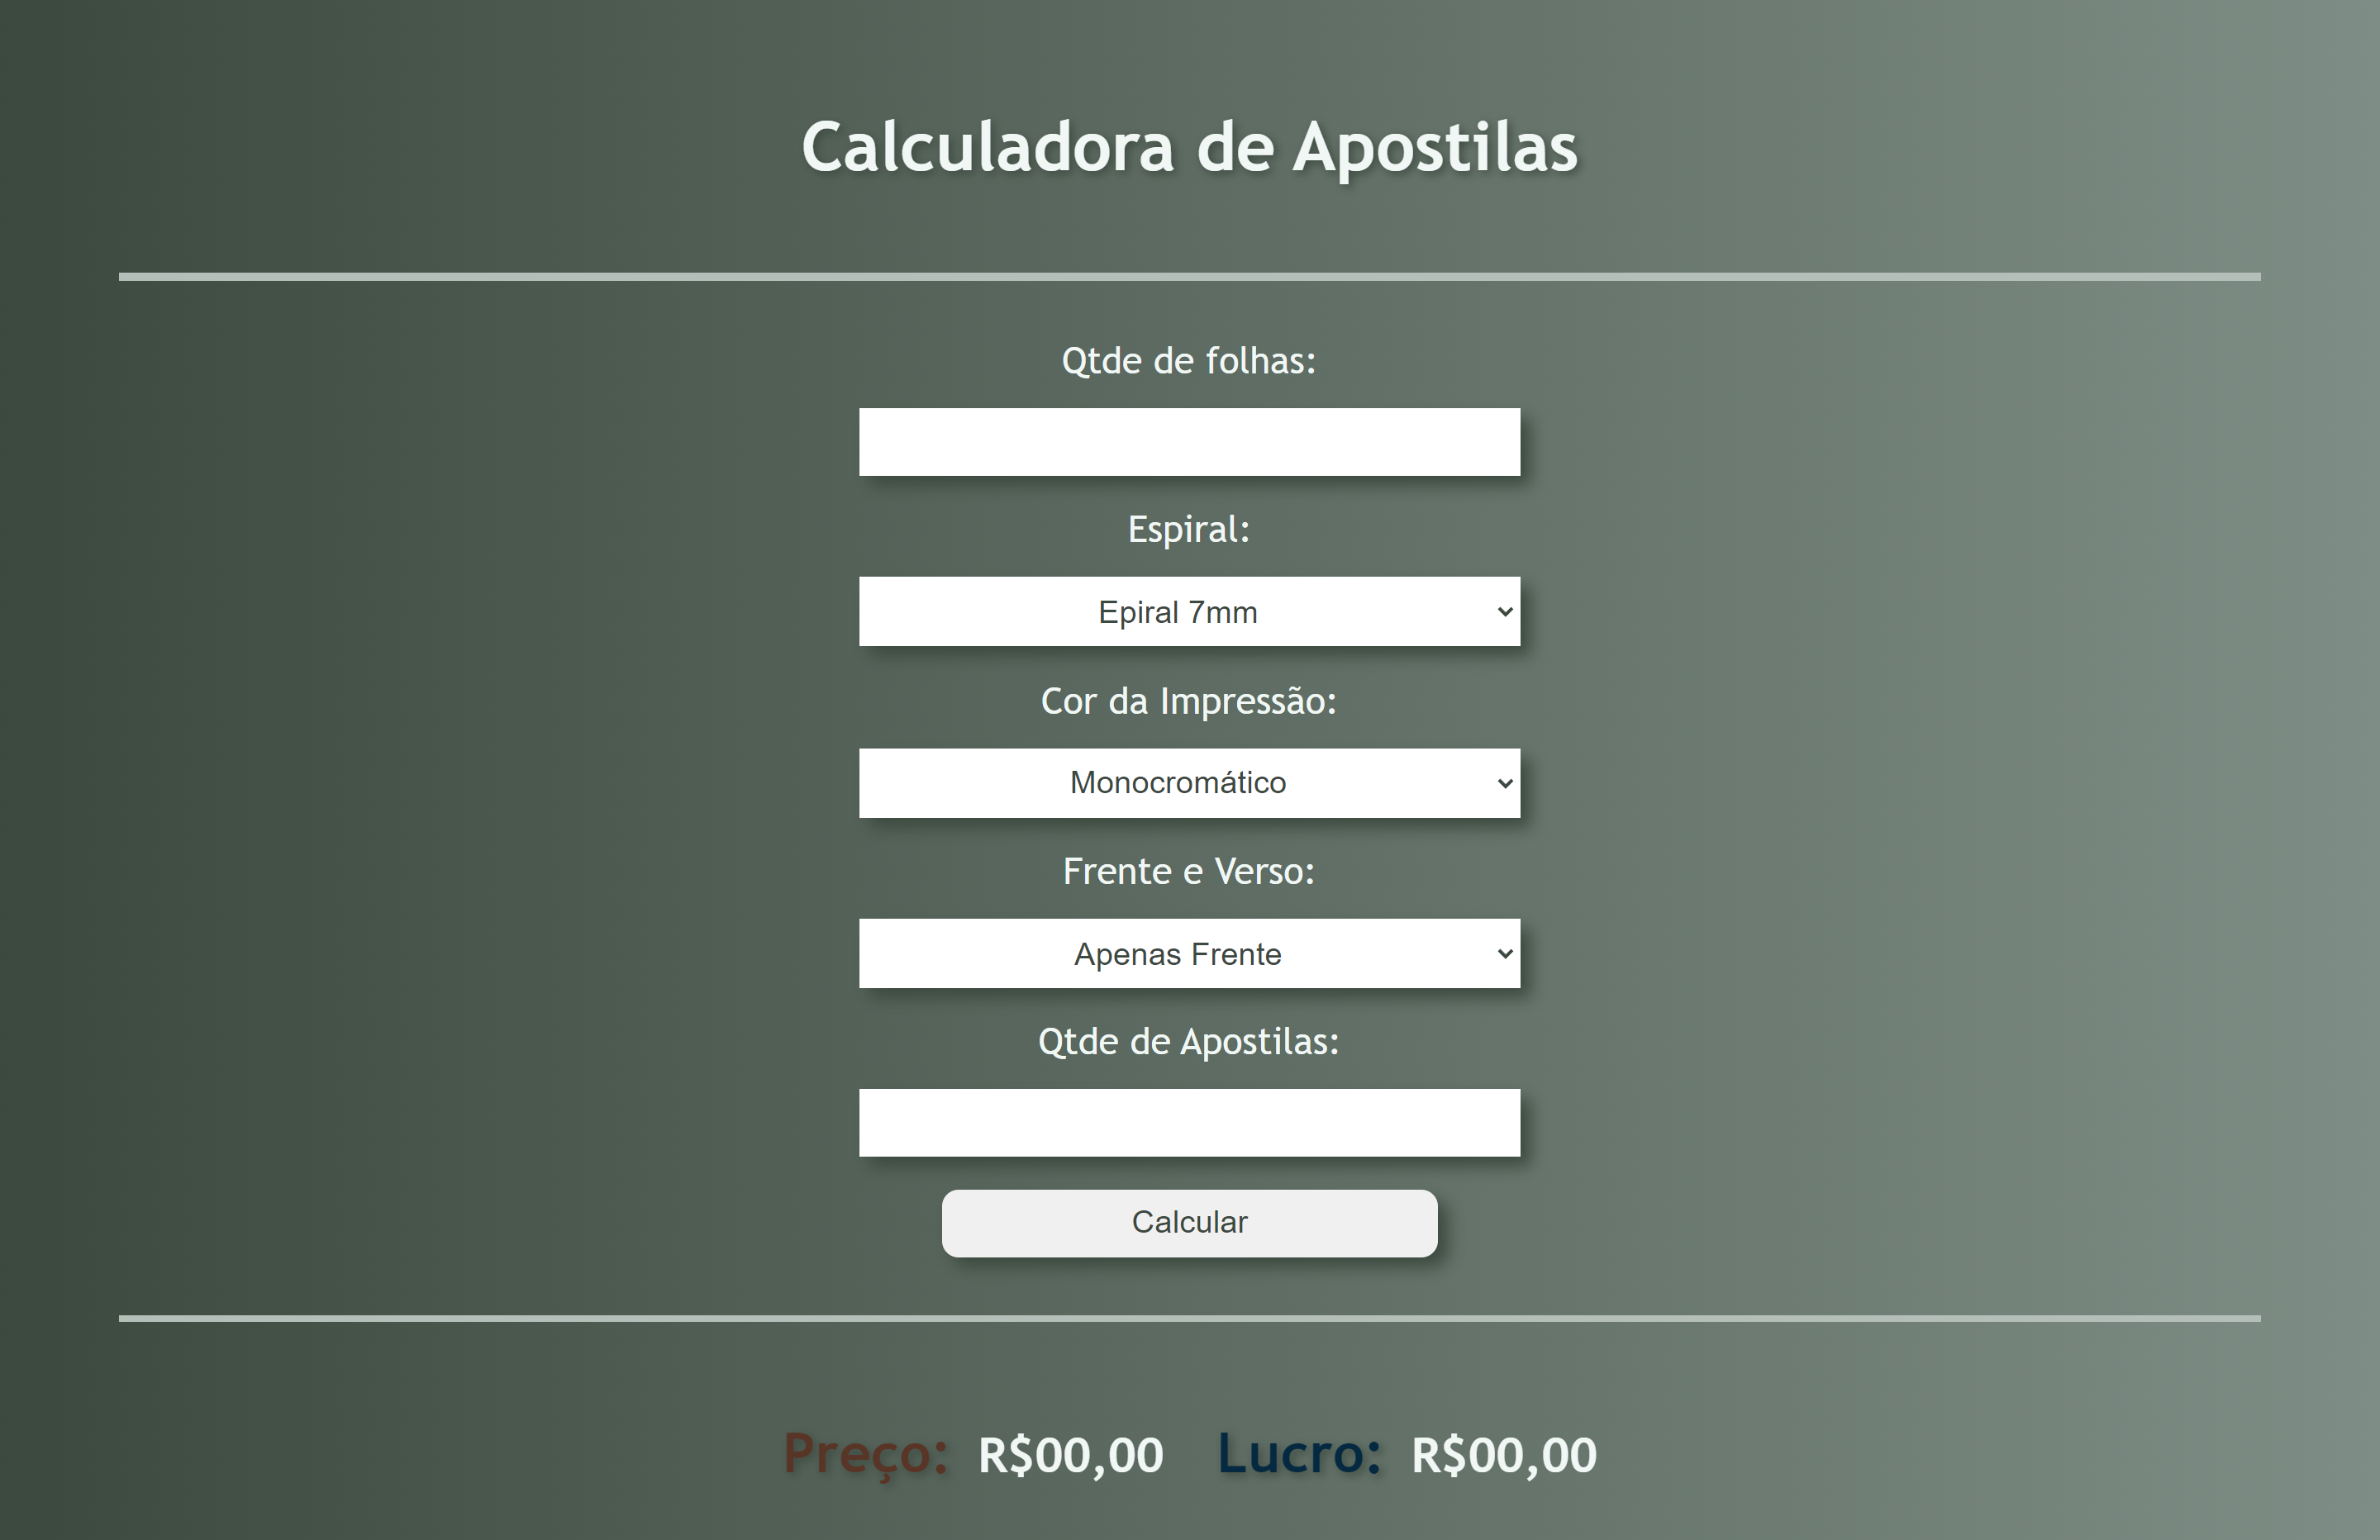 Calculadora de Apostilas
Qtde de folhas:
Espiral:
Epiral 7mm
Cor da Impressão:
Monocromático
Frente e Verso:
Apenas Frente
Qtde de Apostilas:
Calcular
Preço: R$00,00 Lucro: R$00,00